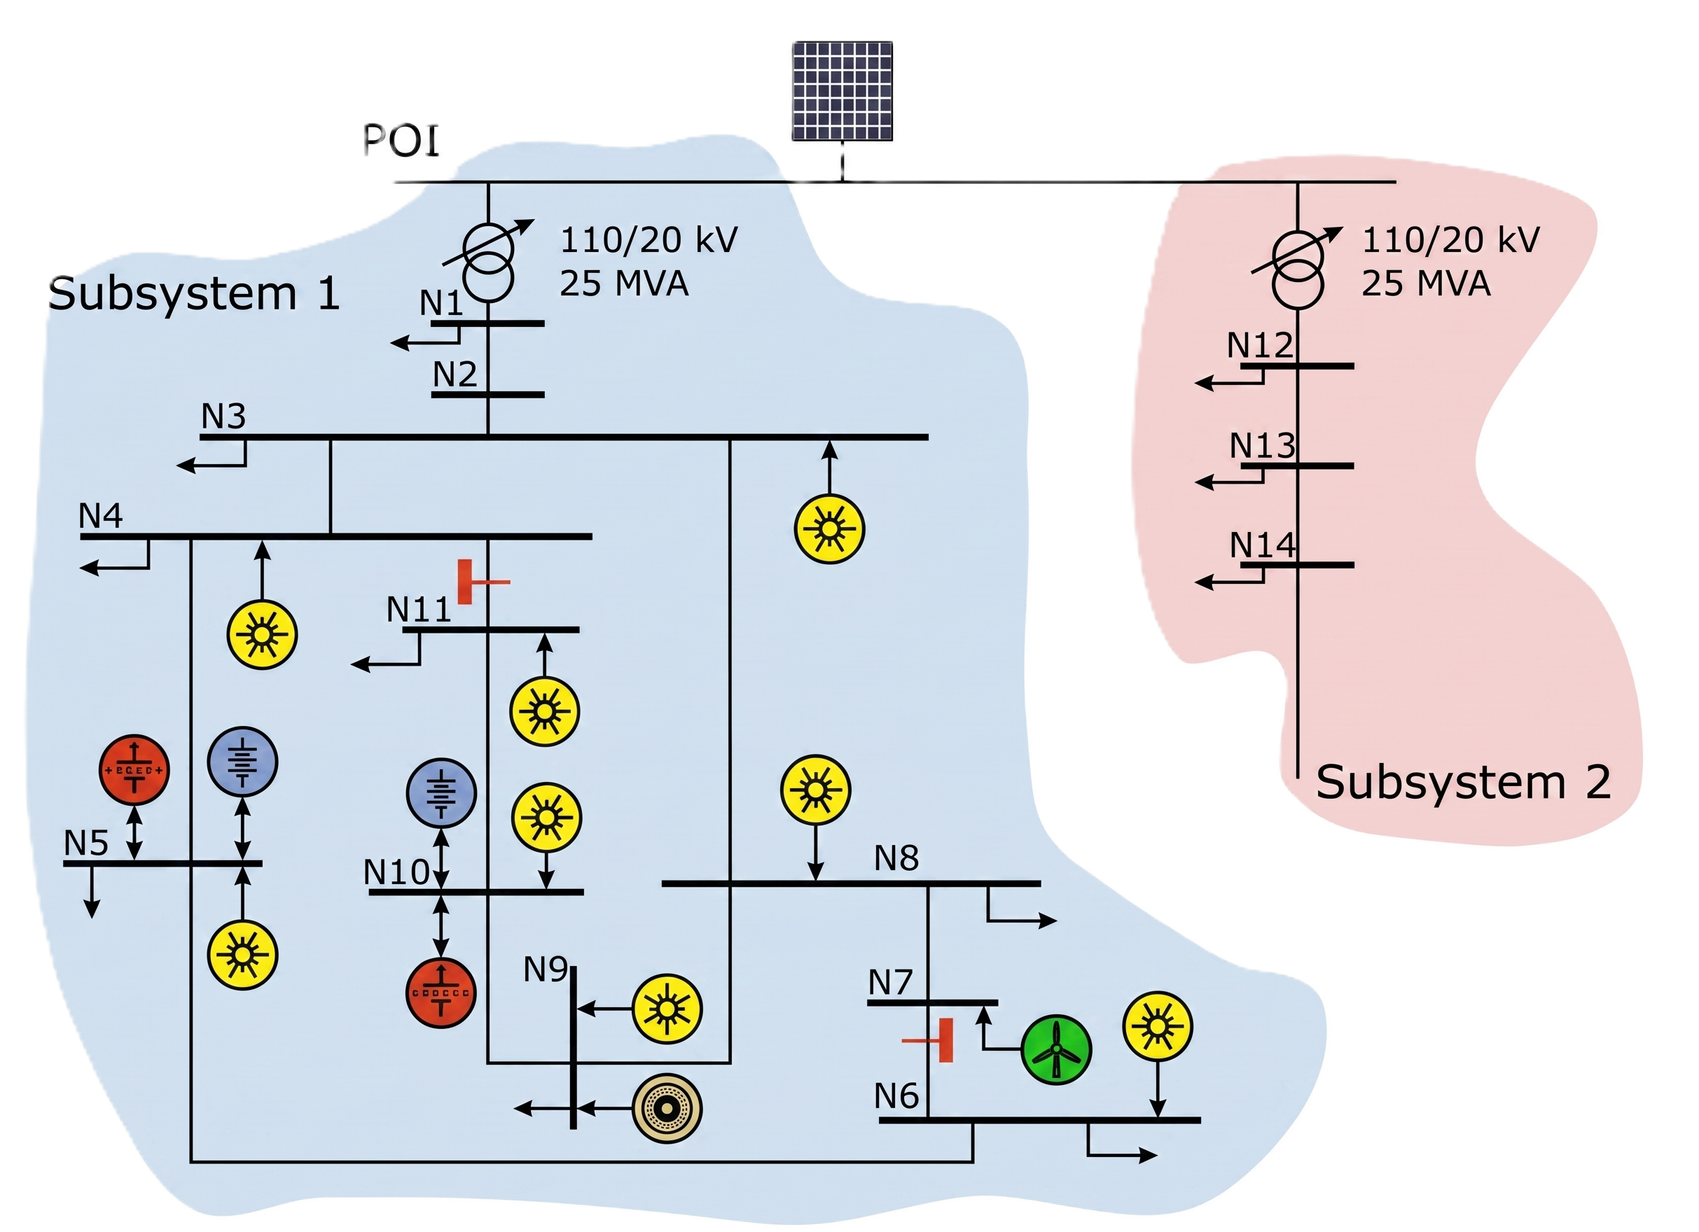 POI
110/20 kV
25 MVA
110/20 kV
25 MVA
Subsystem 1
N1
N12
N2
N3
N13
N4
N14
N11
Subsystem 2
N5
N10
N8
N9
N7
N6